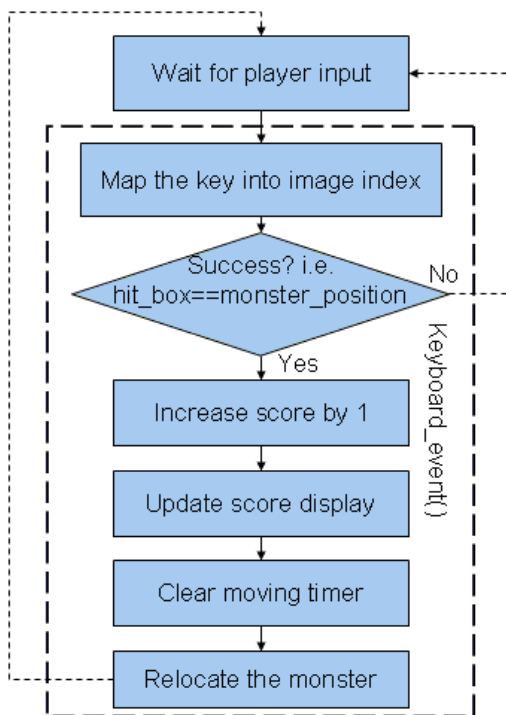 Wait for player input
Map the key into image index
Success? i.e.
hit_box==monster_position
No
Yes
Keyboard_event()
Increase score by 1
Update score display
Clear moving timer
Relocate the monster